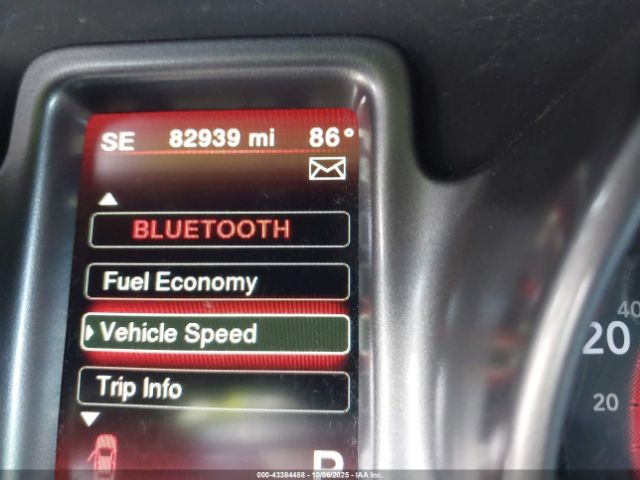 SE 82939 mi 86°
BLUETOOTH
Fuel Economy
Vehicle Speed
Trip Info
P
40
20
20
000-43384488 - 10/06/2025 - IAA Inc.